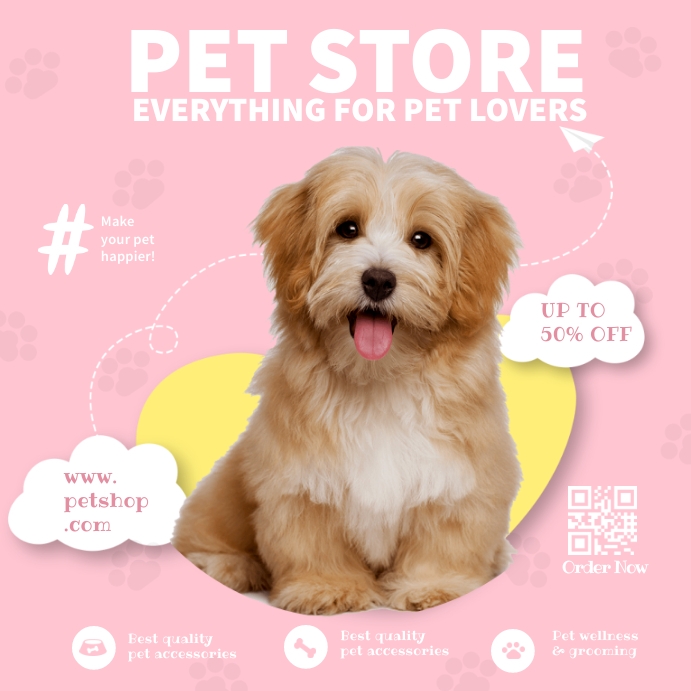 PET STORE
EVERYTHING FOR PET LOVERS
#
Make
your pet
happier!
UP TO
50% OFF
www.
petshop
.com
Order Now
Best quality
pet accessories
Best quality
pet accessories
Pet wellness
& grooming